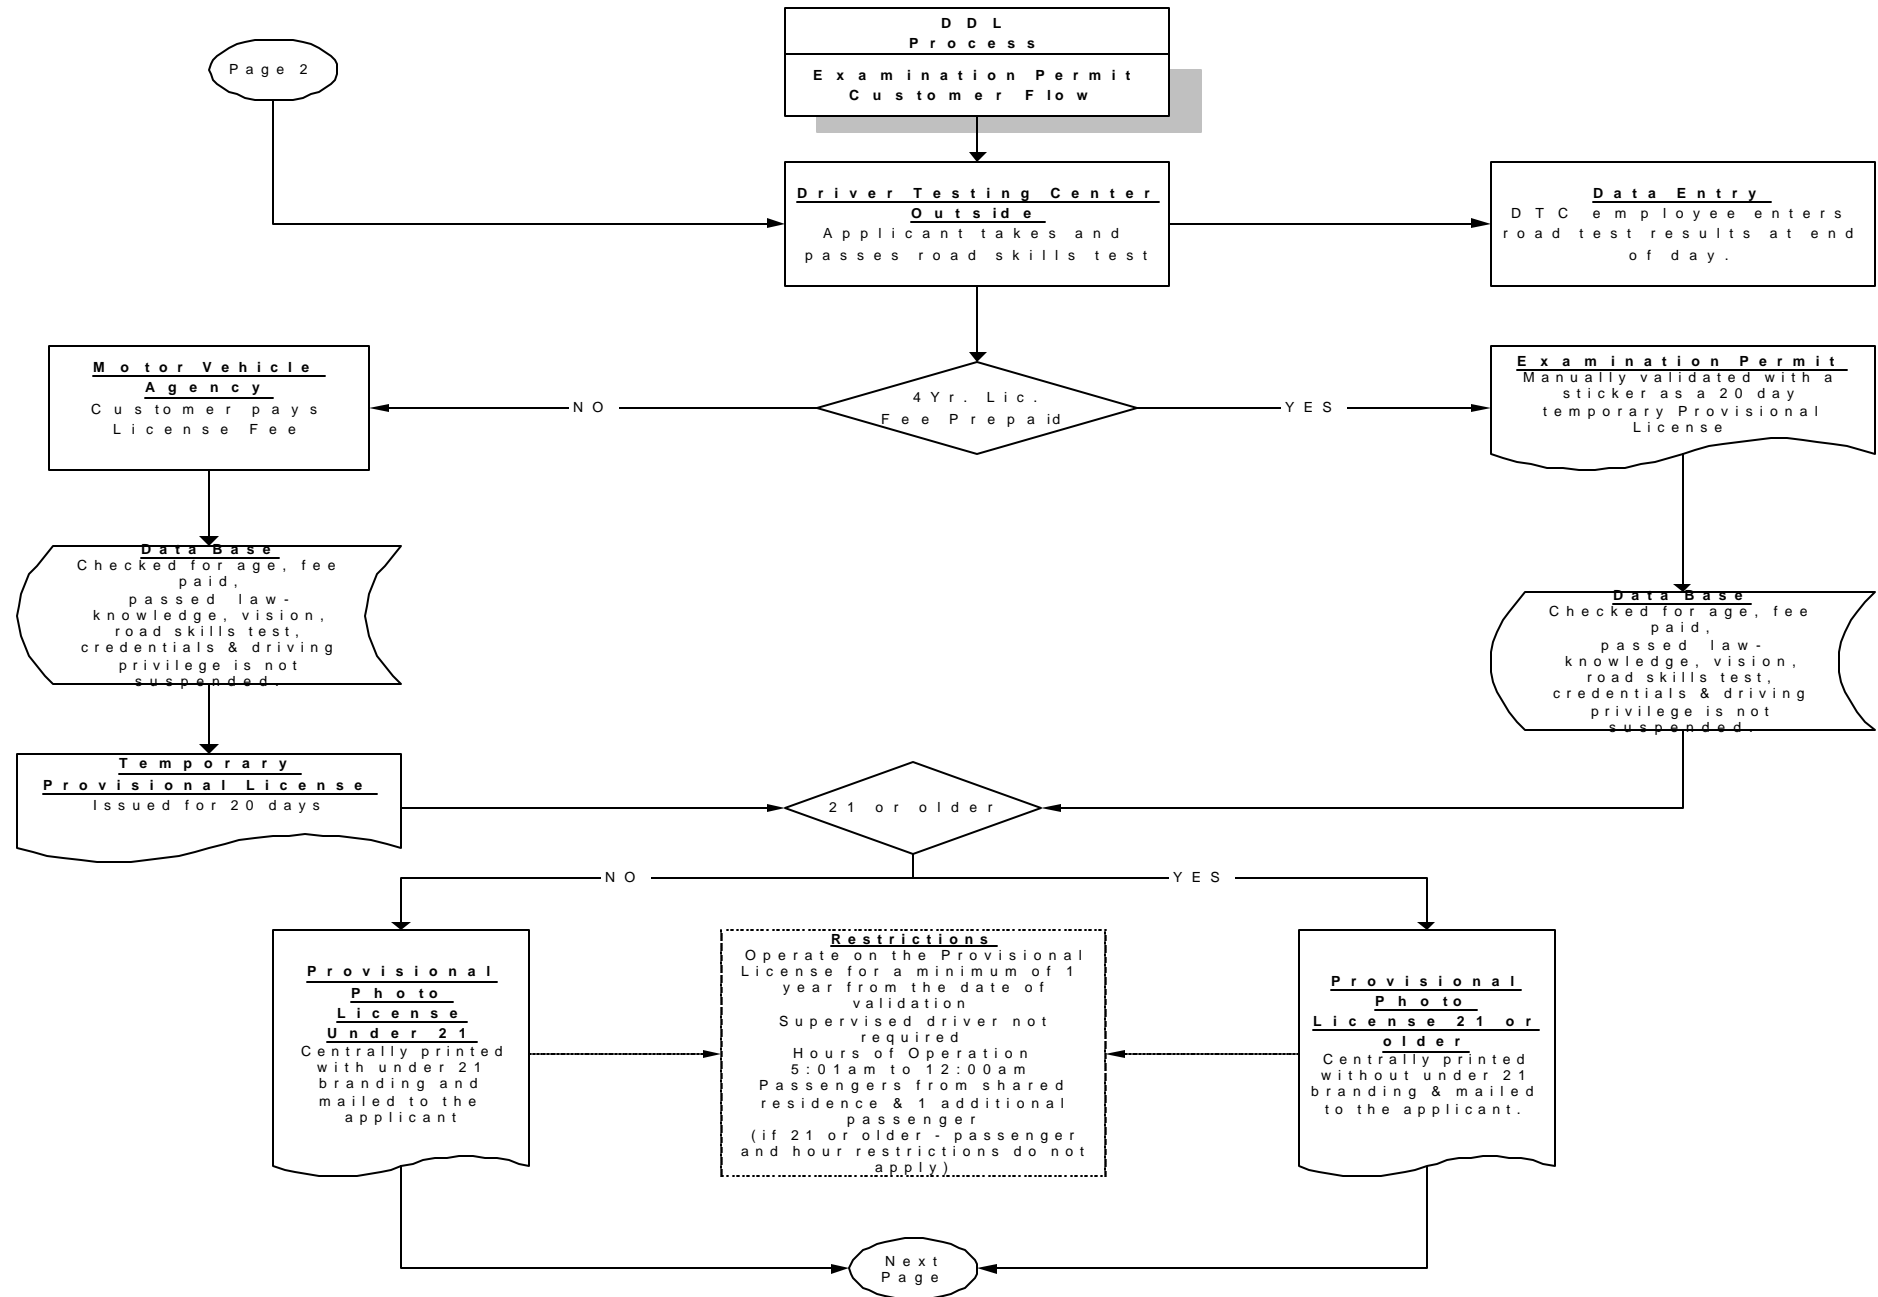 DDL
Process
Examination Permit
Customer Flow
Page 2
Driver Testing Center
Outside
Applicant takes and
passes road skills test
Data Entry
DTC employee enters
road test results at end
of day.
Motor Vehicle
Agency
Customer pays
License Fee
NO
4 Yr. Lic.
Fee Prepaid
YES
Examination Permit
Manually validated with a
sticker as a 20 day
temporary Provisional
License
Data Base
Checked for age, fee
paid,
passed law-
knowledge, vision,
road skills test,
credentials & driving
privilege is not
suspended.
Data Base
Checked for age, fee
paid,
passed law-
knowledge, vision,
road skills test,
credentials & driving
privilege is not
suspended.
Temporary
Provisional License
Issued for 20 days
21 or older
NO
YES
Provisional
Photo
License
Under 21
Centrally printed
with under 21
branding and
mailed to the
applicant
Restrictions
Operate on the Provisional
License for a minimum of 1
year from the date of
validation
Supervised driver not
required
Hours of Operation
5:01am to 12:00am
Passengers from shared
residence & 1 additional
passenger
(if 21 or older - passenger
and hour restrictions do not
apply)
Provisional
Photo
License 21 or
older
Centrally printed
without under 21
branding & mailed
to the applicant.
Next
Page